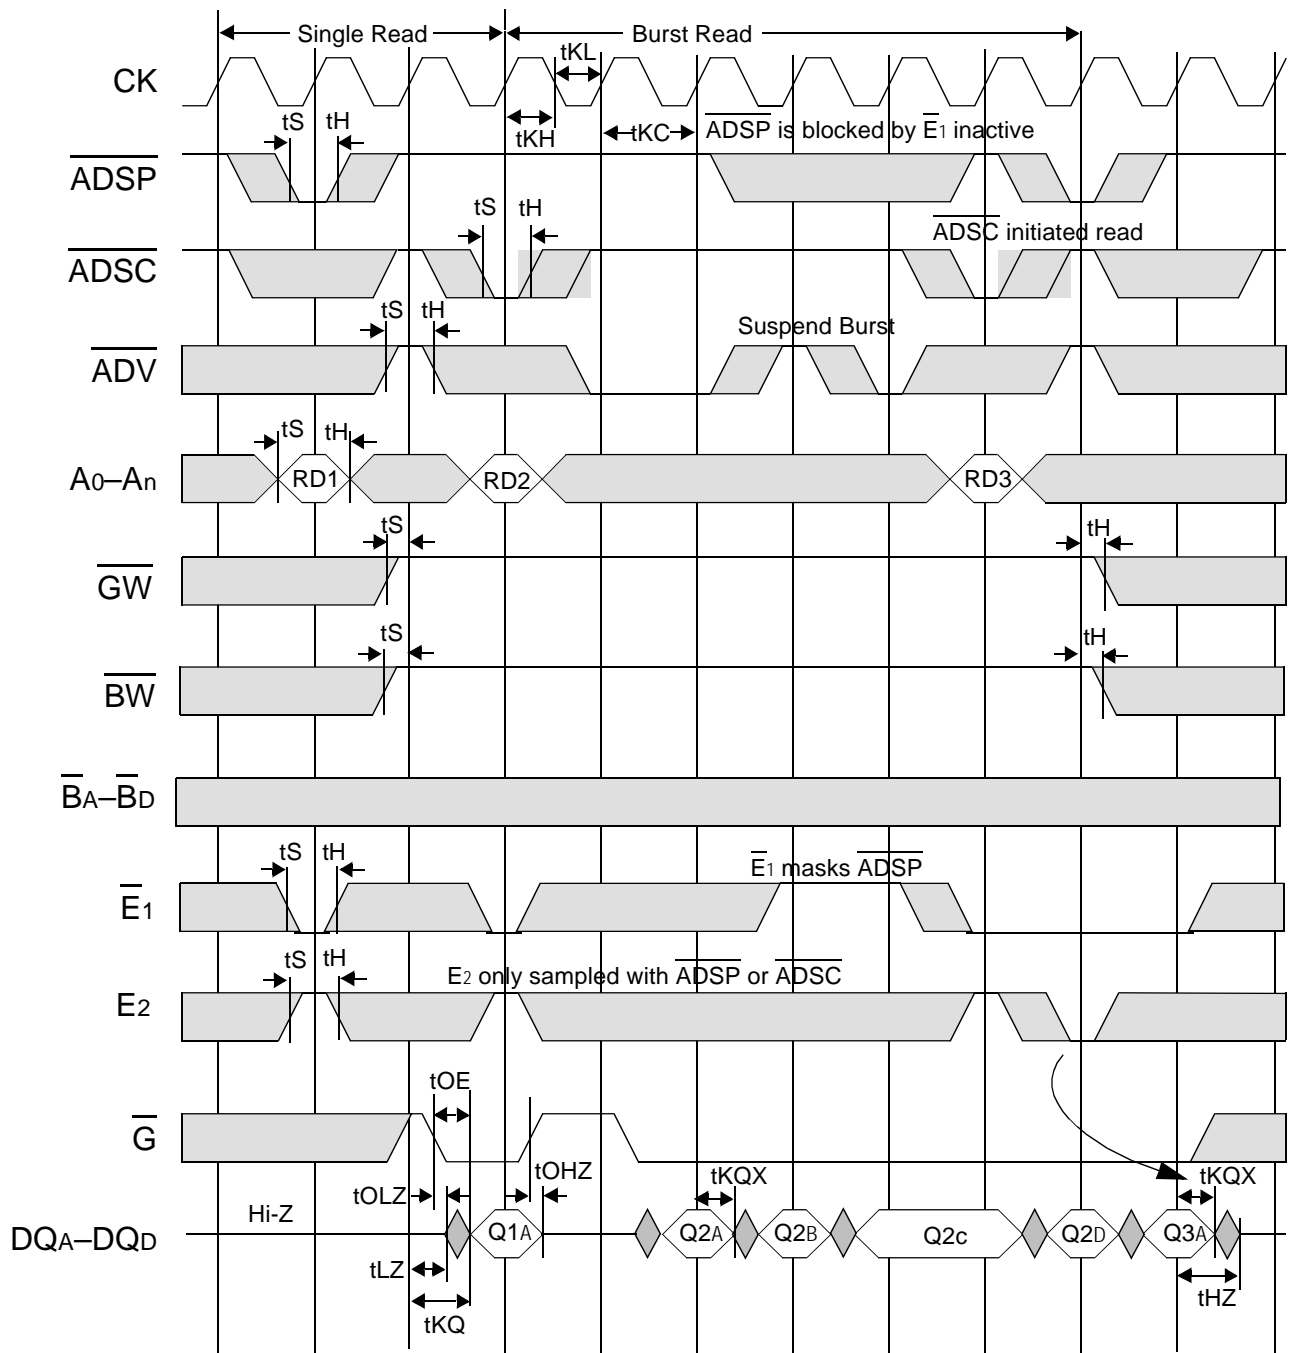 Single Read
Burst Read
CK
tKL
tKH
tKC
ADSP is blocked by E1 inactive
ADSP
tS
tH
ADSC
tS
tH
ADSC initiated read
ADV
tS
tH
Suspend Burst
A0–An
tS
tH
RD1
RD2
RD3
GW
tS
tH
BW
tS
tH
BA–BD
E1
tS
tH
E1 masks ADSP
E2
tS
tH
E2 only sampled with ADSP or ADSC
G
tOE
tOHZ
tKQX
tKQX
tOLZ
DQA–DQD
Hi-Z
Q1A
Q2A
Q2B
Q2c
Q2D
Q3A
tLZ
tHZ
tKQ